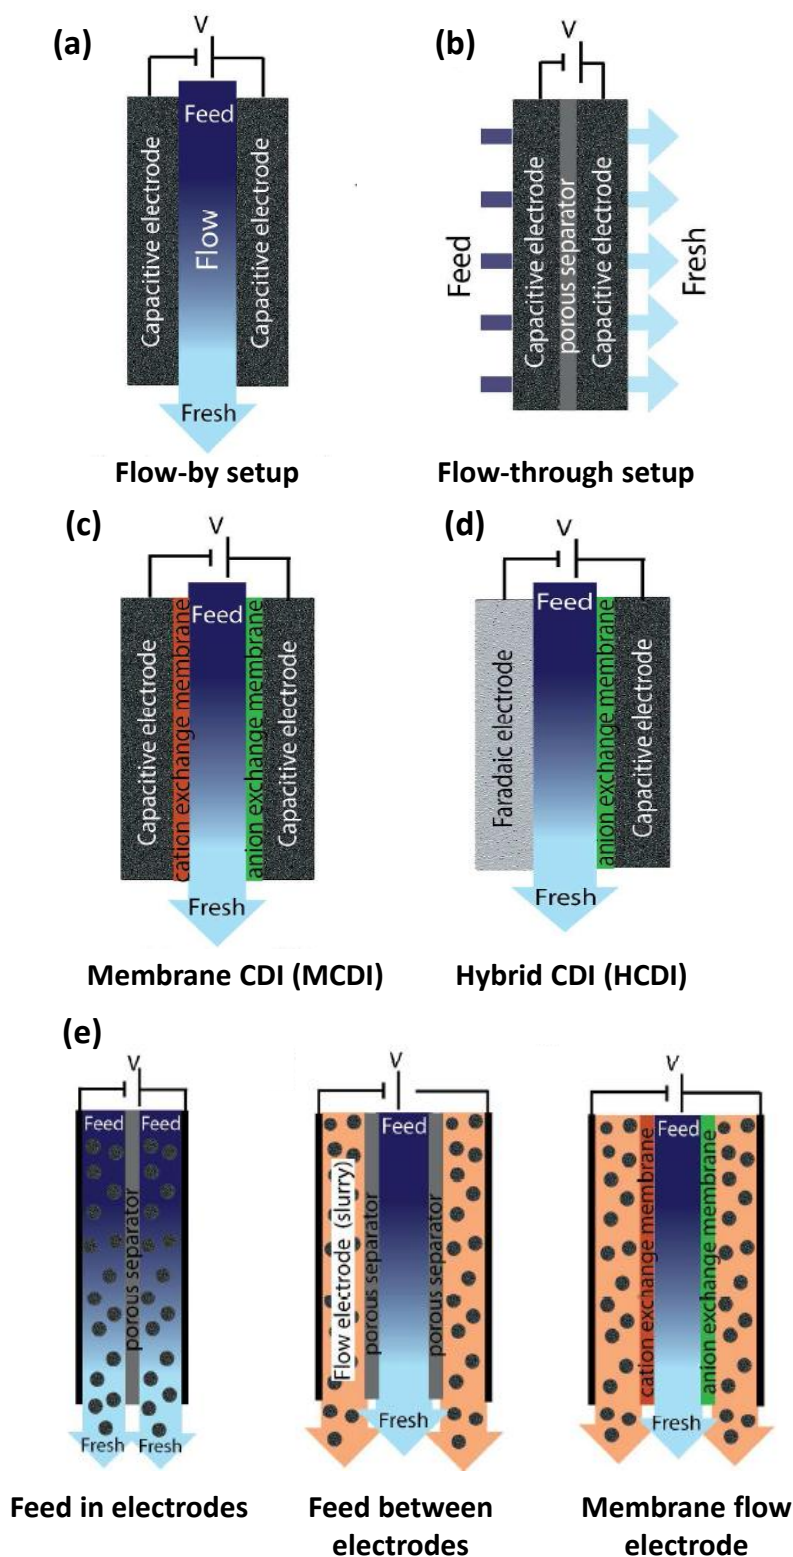 (a)
V
Feed
Capacitive electrode
Flow
Capacitive electrode
Fresh
Flow-by setup
(b)
V
Feed
Capacitive electrode
porous separator
Capacitive electrode
Fresh
Flow-through setup
(c)
V
Feed
Capacitive electrode
cation exchange membrane
anion exchange membrane
Capacitive electrode
Fresh
Membrane CDI (MCDI)
(d)
V
Feed
Faradaic electrode
anion exchange membrane
Capacitive electrode
Fresh
Hybrid CDI (HCDI)
(e)
V
Feed
Feed
porous separator
Fresh
Fresh
Feed in electrodes
V
Feed
Flow electrode (slurry)
porous separator
porous separator
Fresh
Feed between
electrodes
V
Feed
cation exchange membrane
anion exchange membrane
Fresh
Membrane flow
electrode